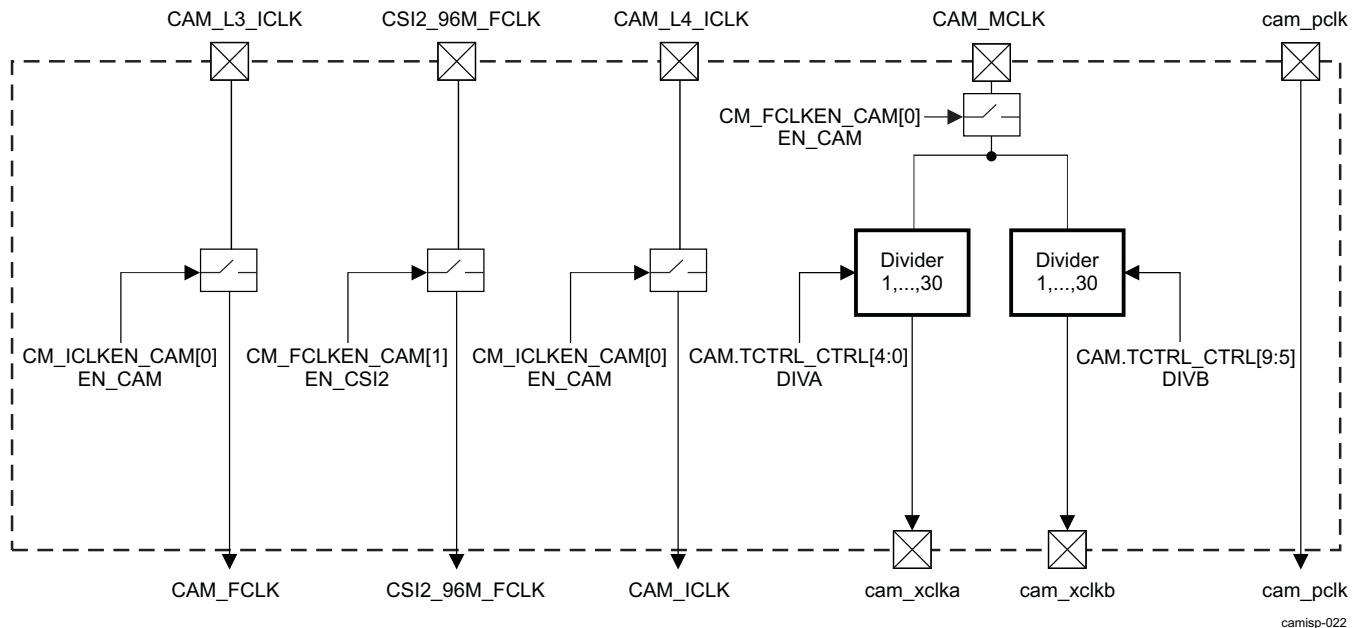 CAM_L3_ICLK
CSI2_96M_FCLK
CAM_L4_ICLK
CAM_MCLK
cam_pclk
CM_FCLKEN_CAM[0]
EN_CAM
Divider
1,...,30
Divider
1,...,30
CM_ICLKEN_CAM[0]
EN_CAM
CM_FCLKEN_CAM[1]
EN_CSI2
CM_ICLKEN_CAM[0]
EN_CAM
CAM.TCTRL_CTRL[4:0]
DIVA
CAM.TCTRL_CTRL[9:5]
DIVB
CAM_FCLK
CSI2_96M_FCLK
CAM_ICLK
cam_xclka
cam_xclkb
cam_pclk
camisp-022